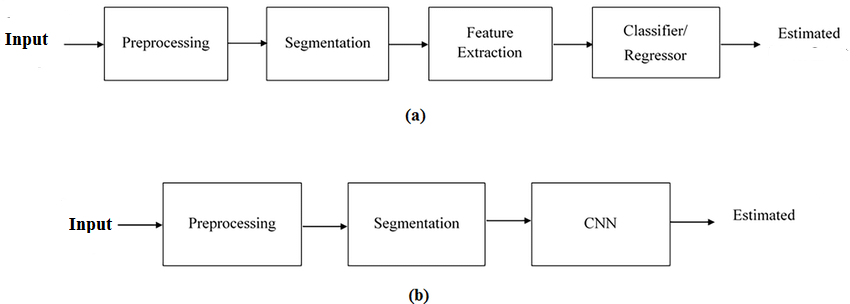 Input
Preprocessing
Segmentation
Feature
Extraction
Classifier/
Regressor
Estimated
(a)
Input
Preprocessing
Segmentation
CNN
Estimated
(b)